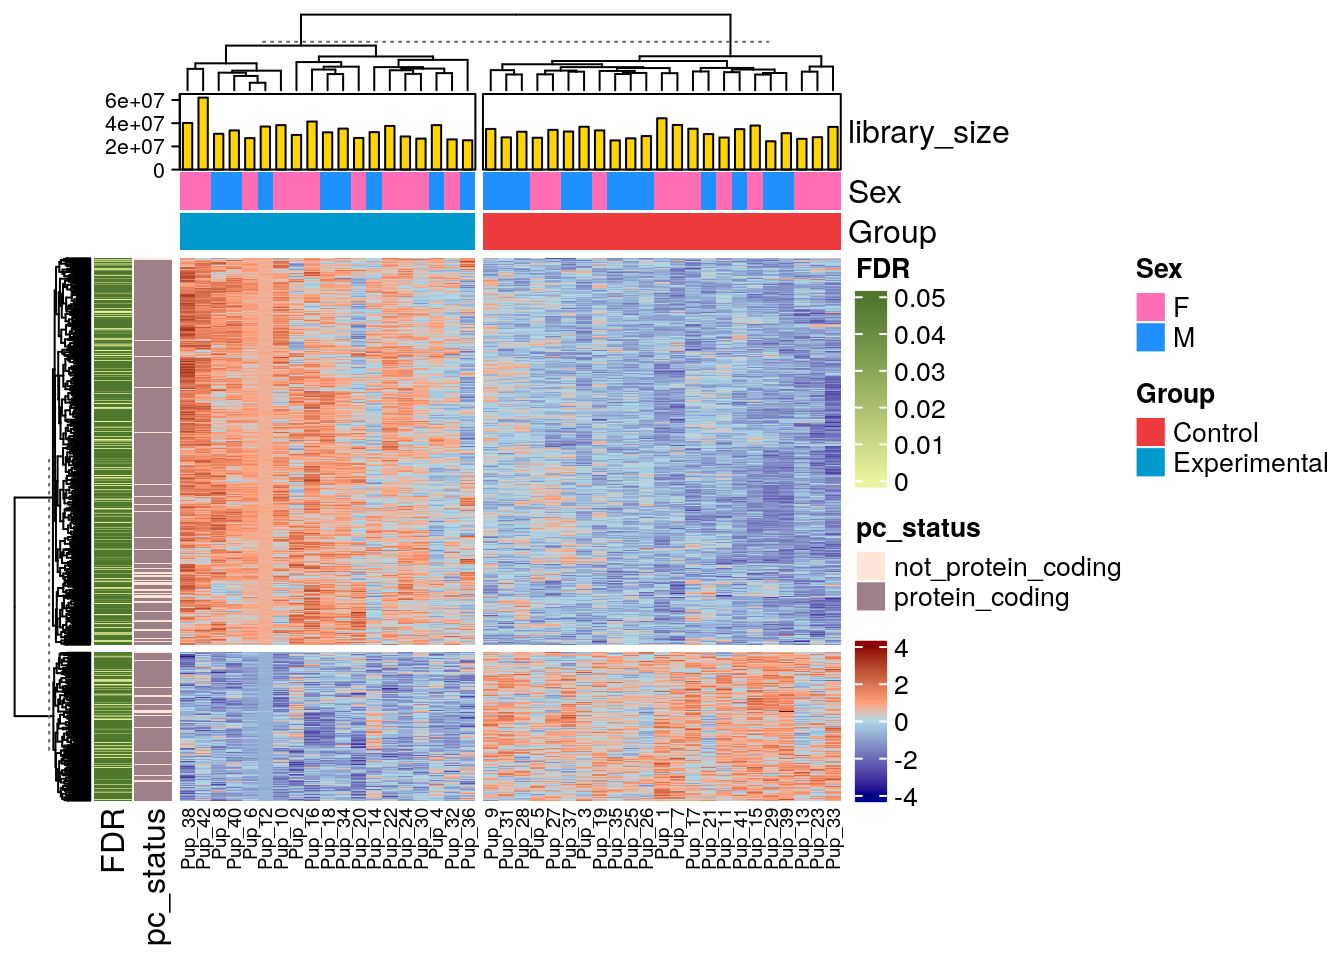 6e+07
4e+07
2e+07
0
library_size
Sex
Group
FDR
0.05
0.04
0.03
0.02
0.01
0
pc_status
not_protein_coding
protein_coding
4
2
0
-2
-4
Sex
F
M
Group
Control
Experimental
FDR
pc_status
Pup_38
Pup_42
Pup_8
Pup_40
Pup_6
Pup_12
Pup_10
Pup_2
Pup_16
Pup_18
Pup_34
Pup_20
Pup_14
Pup_22
Pup_24
Pup_30
Pup_4
Pup_32
Pup_36
Pup_9
Pup_31
Pup_28
Pup_5
Pup_27
Pup_37
Pup_3
Pup_19
Pup_35
Pup_25
Pup_26
Pup_1
Pup_7
Pup_17
Pup_21
Pup_11
Pup_41
Pup_15
Pup_29
Pup_39
Pup_13
Pup_23
Pup_33